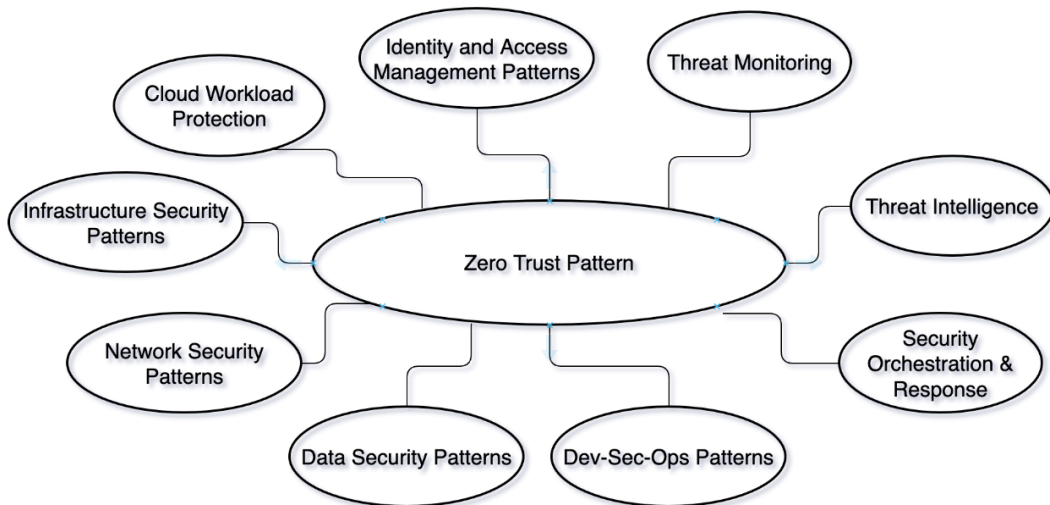 Identity and Access
Management Patterns
Threat Monitoring
Cloud Workload
Protection
Infrastructure Security
Patterns
Threat Intelligence
Zero Trust Pattern
Network Security
Patterns
Security
Orchestration &
Response
Data Security Patterns
Dev-Sec-Ops Patterns